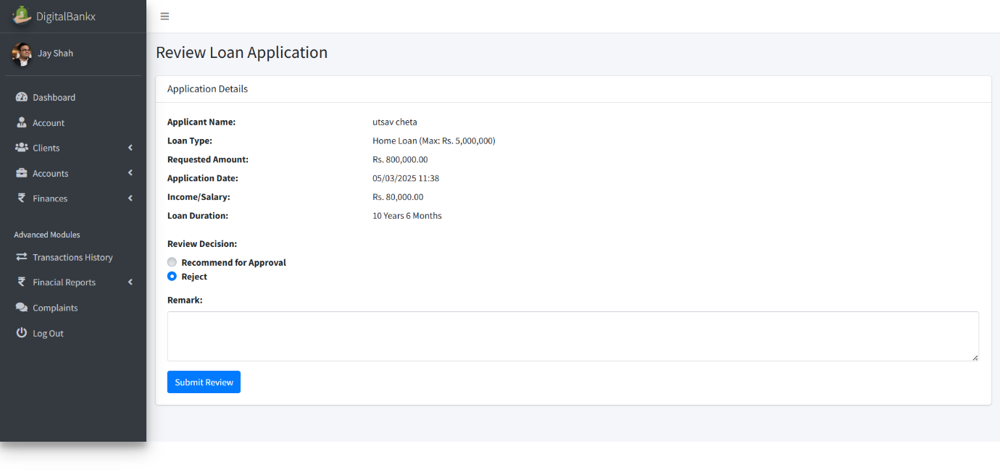 DigitalBankx
Jay Shah
Dashboard
Account
Clients
Accounts
Finances
Advanced Modules
Transactions History
Finacial Reports
Complaints
Log Out
Review Loan Application
Application Details
Applicant Name: utsav cheta
Loan Type: Home Loan (Max: Rs. 5,000,000)
Requested Amount: Rs. 800,000.00
Application Date: 05/03/2025 11:38
Income/Salary: Rs. 80,000.00
Loan Duration: 10 Years 6 Months
Review Decision:
Recommend for Approval
Reject
Remark:
Submit Review